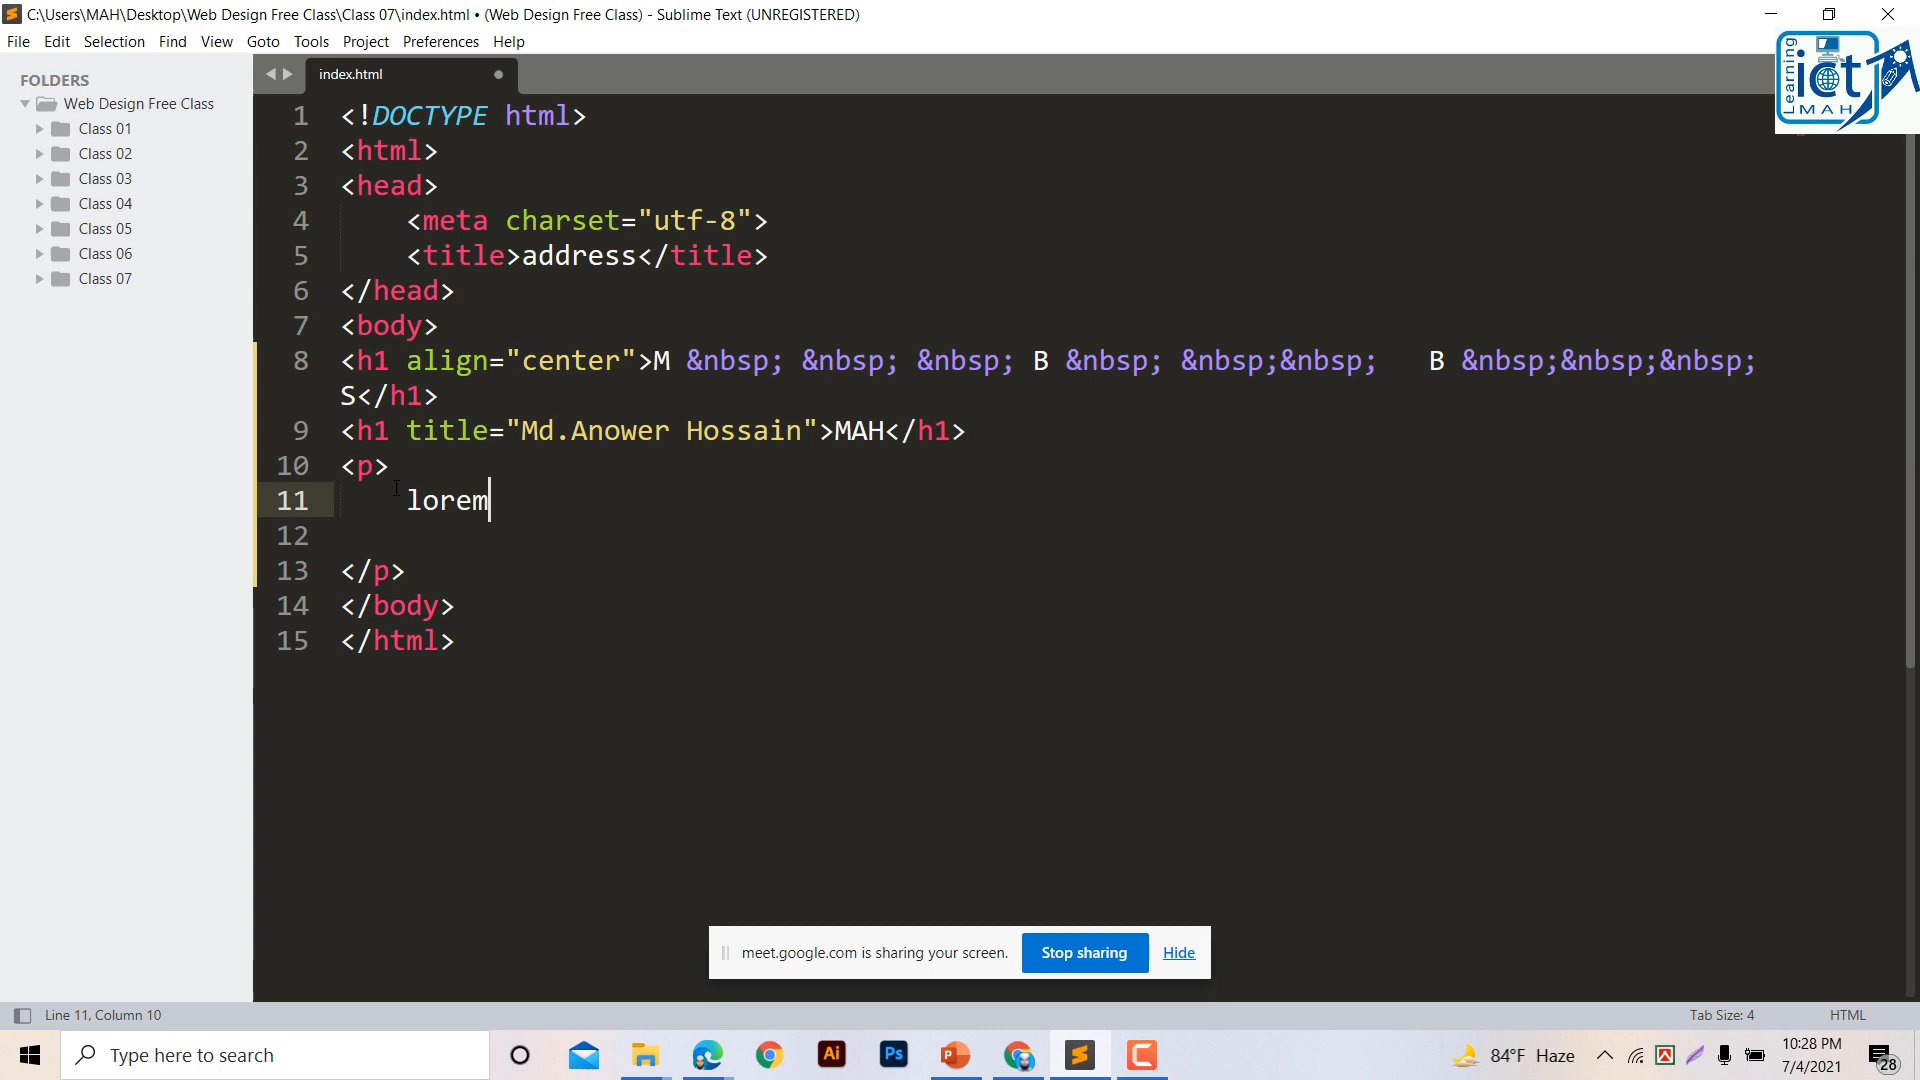 C:\Users\MAH\Desktop\Web Design Free Class\Class 07\index.html • (Web Design Free Class) - Sublime Text (UNREGISTERED)
File Edit Selection Find View Goto Tools Project Preferences Help
Learning
ict
MAH
FOLDERS
Web Design Free Class
Class 01
Class 02
Class 03
Class 04
Class 05
Class 06
Class 07
index.html
1 <!DOCTYPE html>
2 <html>
3 <head>
4 <meta charset="utf-8">
5 <title>address</title>
6 </head>
7 <body>
8 <h1 align="center">M &nbsp; &nbsp; &nbsp; B &nbsp; &nbsp;&nbsp; B &nbsp;&nbsp;&nbsp;
S</h1>
9 <h1 title="Md.Anower Hossain">MAH</h1>
10 <p>
11 lorem
12
13 </p>
14 </body>
15 </html>
meet.google.com is sharing your screen. Stop sharing Hide
Line 11, Column 10 Tab Size: 4 HTML
Type here to search
Ai
Ps
84°F Haze
10:28 PM
7/4/2021
28